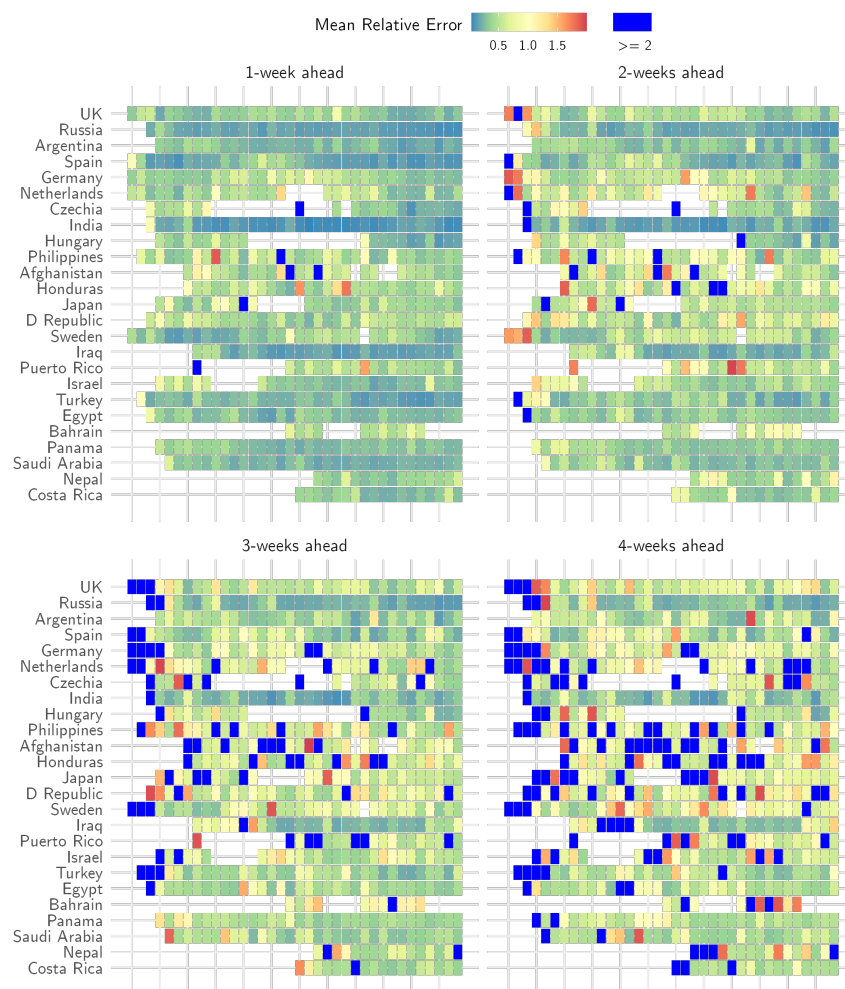 Mean Relative Error
0.5 1.0 1.5 >= 2
1-week ahead 2-weeks ahead
UK
Russia
Argentina
Spain
Germany
Netherlands
Czechia
India
Hungary
Philippines
Afghanistan
Honduras
Japan
D Republic
Sweden
Iraq
Puerto Rico
Israel
Turkey
Egypt
Bahrain
Panama
Saudi Arabia
Nepal
Costa Rica
3-weeks ahead 4-weeks ahead
UK
Russia
Argentina
Spain
Germany
Netherlands
Czechia
India
Hungary
Philippines
Afghanistan
Honduras
Japan
D Republic
Sweden
Iraq
Puerto Rico
Israel
Turkey
Egypt
Bahrain
Panama
Saudi Arabia
Nepal
Costa Rica